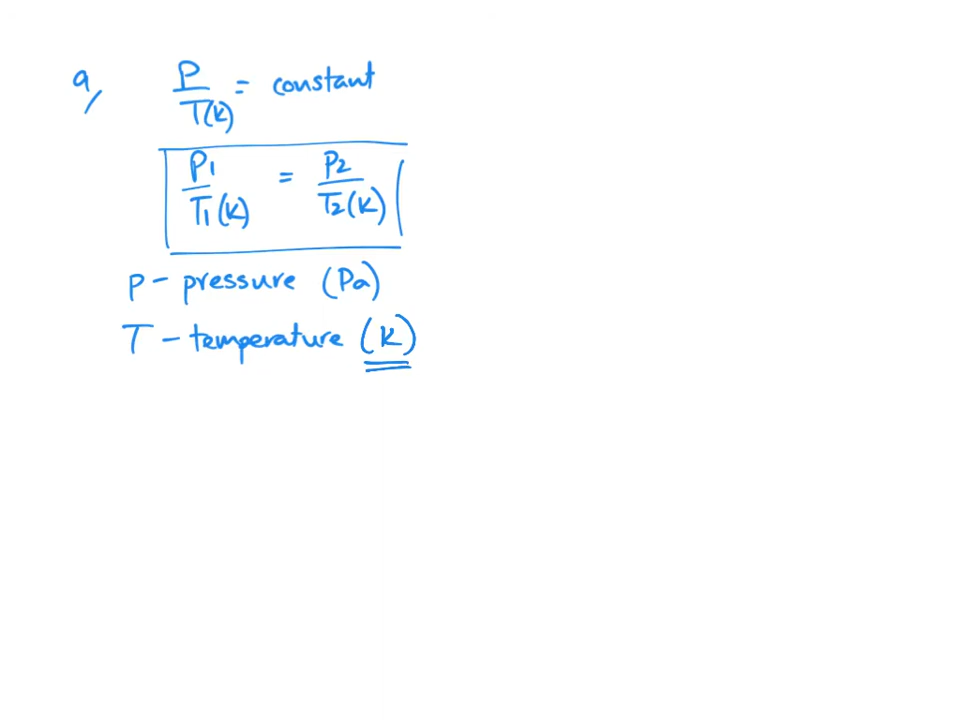 a/ P/T(K) = constant
P1/T1(K) = P2/T2(K)
P - pressure (Pa)
T - temperature (K)